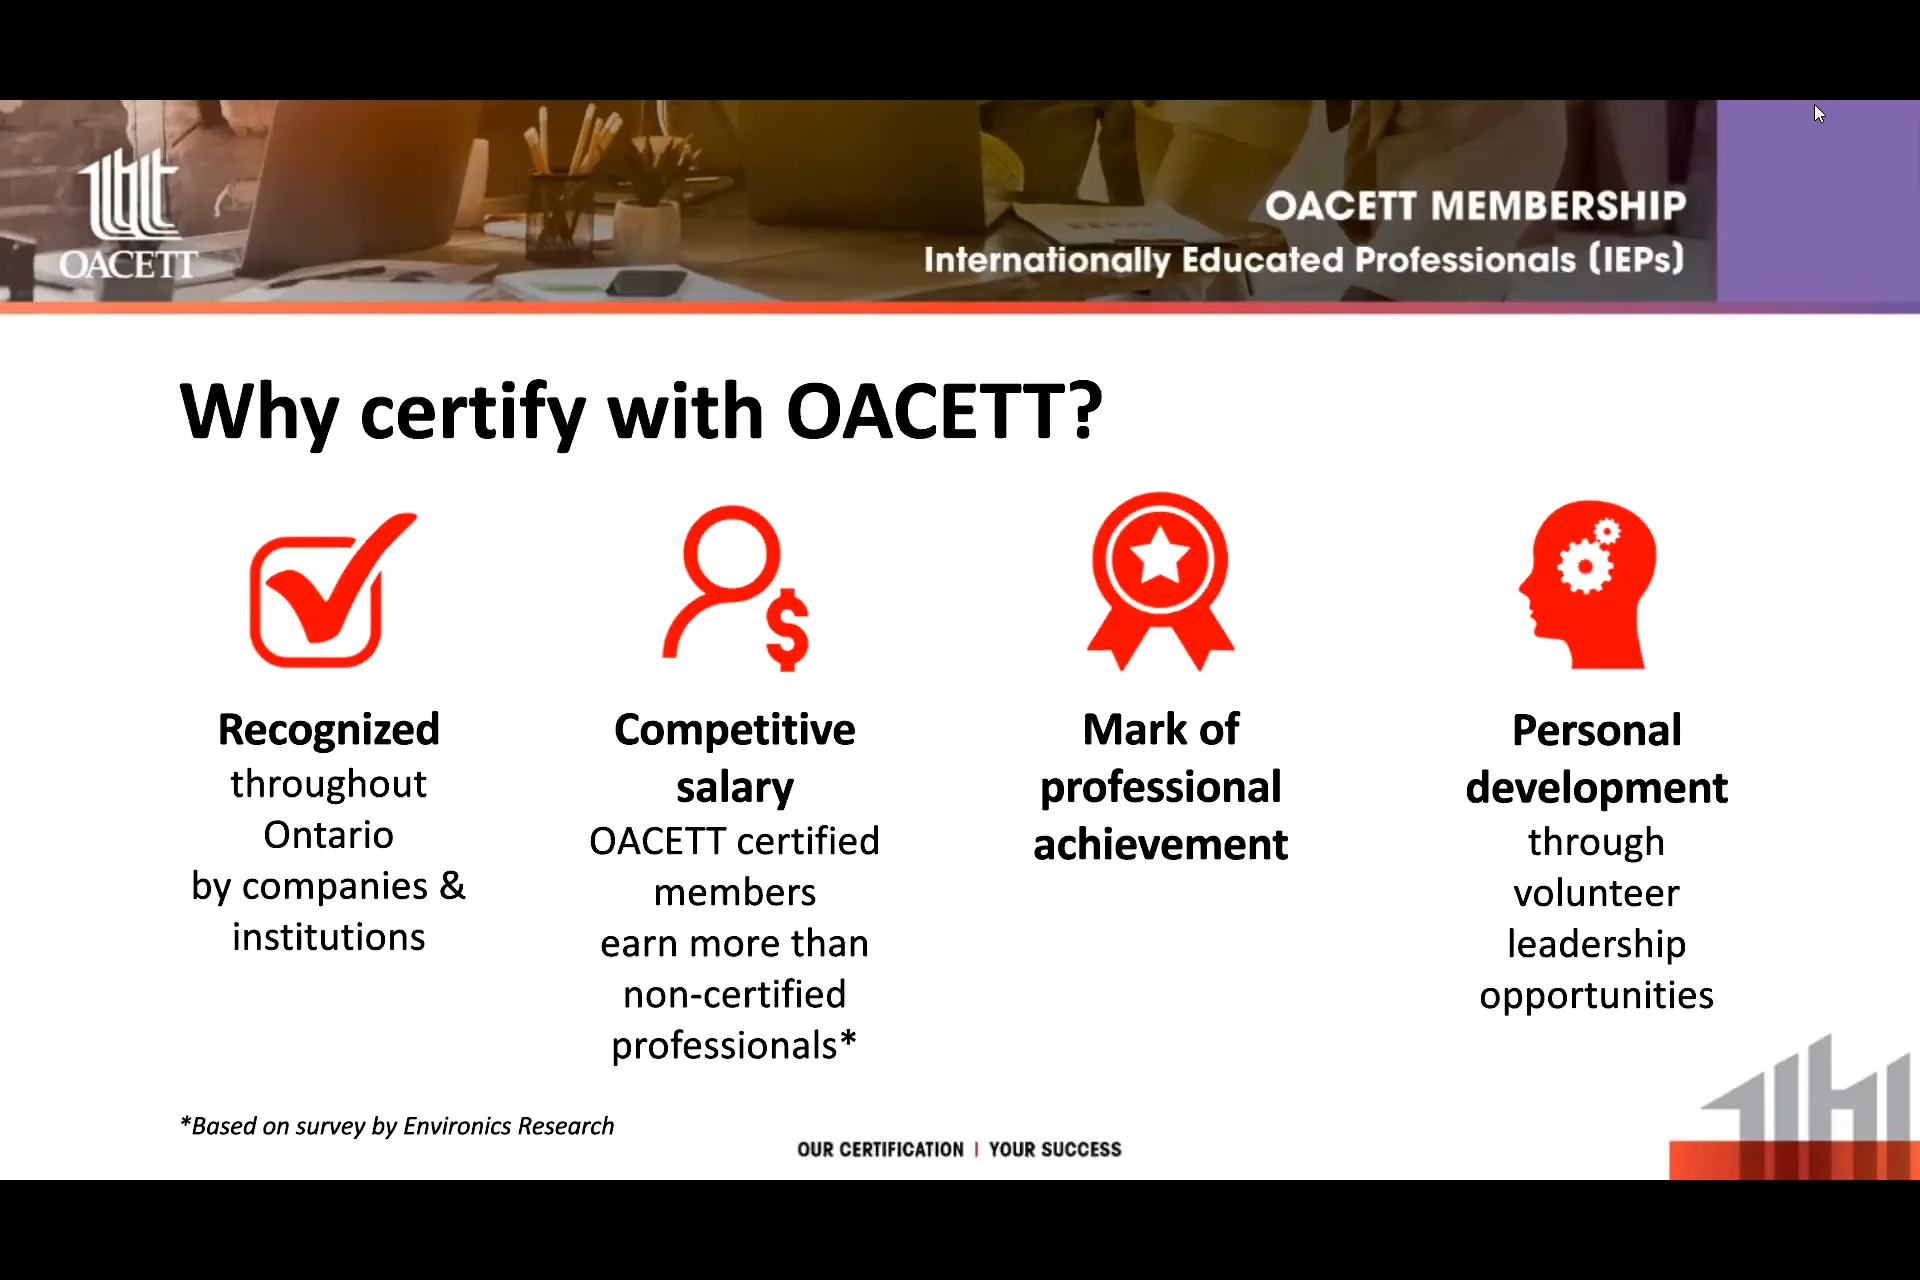 OACETT
OACETT MEMBERSHIP
Internationally Educated Professionals (IEPs)
Why certify with OACETT?
Recognized
throughout
Ontario
by companies &
institutions
Competitive
salary
OACETT certified
members
earn more than
non-certified
professionals*
Mark of
professional
achievement
Personal
development
through
volunteer
leadership
opportunities
*Based on survey by Environics Research
OUR CERTIFICATION | YOUR SUCCESS